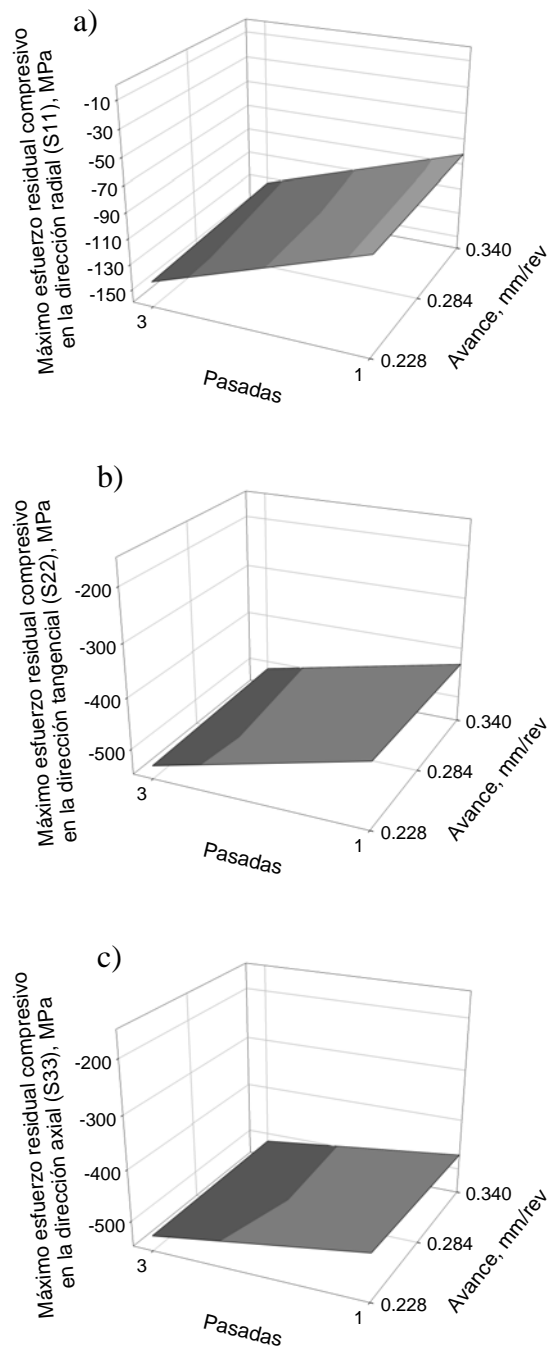 a)
Máximo esfuerzo residual compresivo
en la dirección radial (S11), MPa
-10
-30
-50
-70
-90
-110
-130
-150
3
Pasadas
1
0.228
0.284
0.340
Avance, mm/rev
b)
Máximo esfuerzo residual compresivo
en la dirección tangencial (S22), MPa
-200
-300
-400
-500
3
Pasadas
1
0.228
0.284
0.340
Avance, mm/rev
c)
Máximo esfuerzo residual compresivo
en la dirección axial (S33), MPa
-200
-300
-400
-500
3
Pasadas
1
0.228
0.284
0.340
Avance, mm/rev